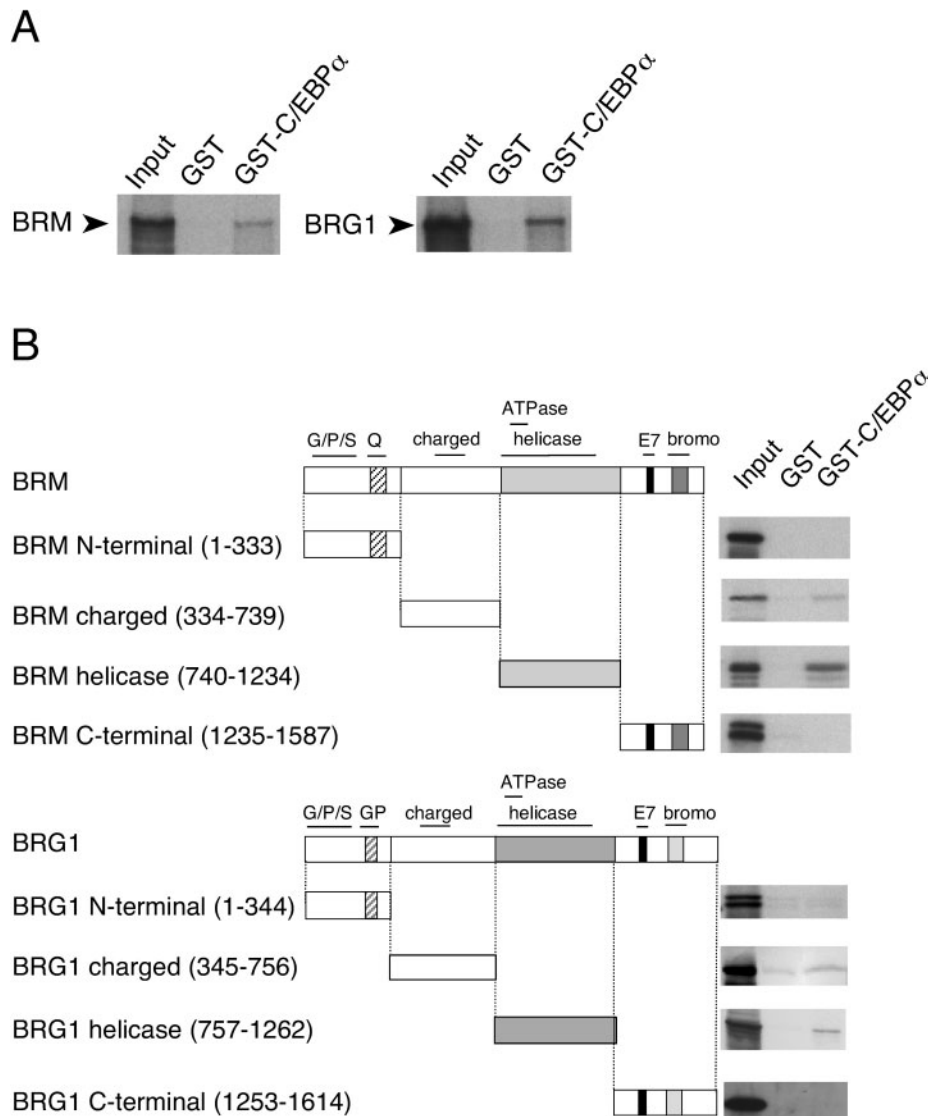 A
Input GST GST-C/EBPα
Input GST GST-C/EBPα
BRM
BRG1
B
ATPase
G/P/S Q charged helicase E7 bromo
Input GST GST-C/EBPα
BRM
BRM N-terminal (1-333)
BRM charged (334-739)
BRM helicase (740-1234)
BRM C-terminal (1235-1587)
ATPase
G/P/S GP charged helicase E7 bromo
BRG1
BRG1 N-terminal (1-344)
BRG1 charged (345-756)
BRG1 helicase (757-1262)
BRG1 C-terminal (1253-1614)